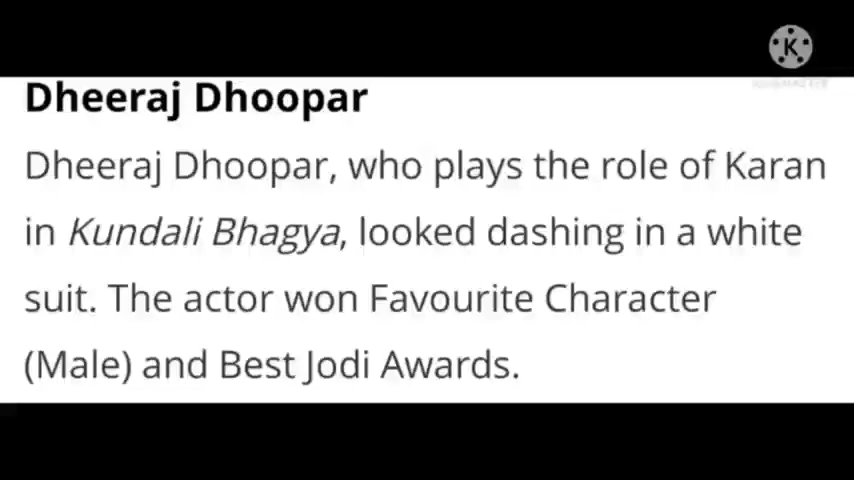 K
Dheeraj Dhoopar
Dheeraj Dhoopar, who plays the role of Karan
in Kundali Bhagya, looked dashing in a white
suit. The actor won Favourite Character
(Male) and Best Jodi Awards.